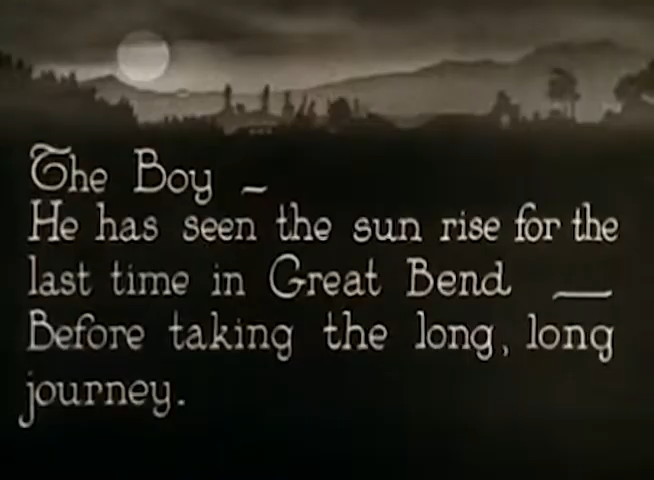 The Boy –
He has seen the sun rise for the
last time in Great Bend —
Before taking the long, long
journey.